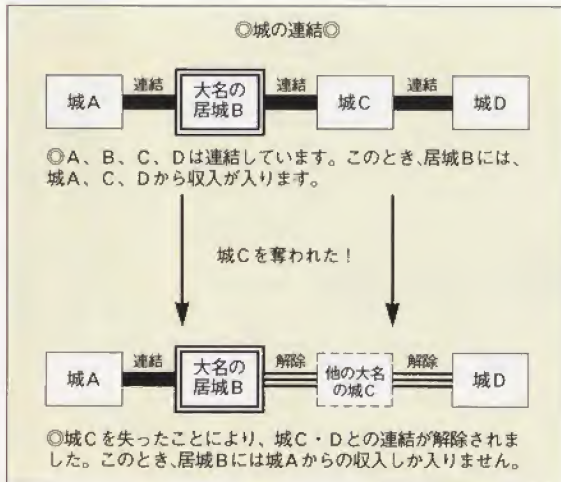 ◎城の連結◎
城A 連結 大名の 連結 城C 連結 城D
居城B
◎A、B、C、Dは連結しています。このとき、居城Bには、
城A、C、Dから収入が入ります。
城Cを奪われた！
城A 連結 大名の 解除 他の大名 解除 城D
居城B の城C
◎城Cを失ったことにより、城C・Dとの連結が解除されま
した。このとき、居城Bには城Aからの収入しか入りません。